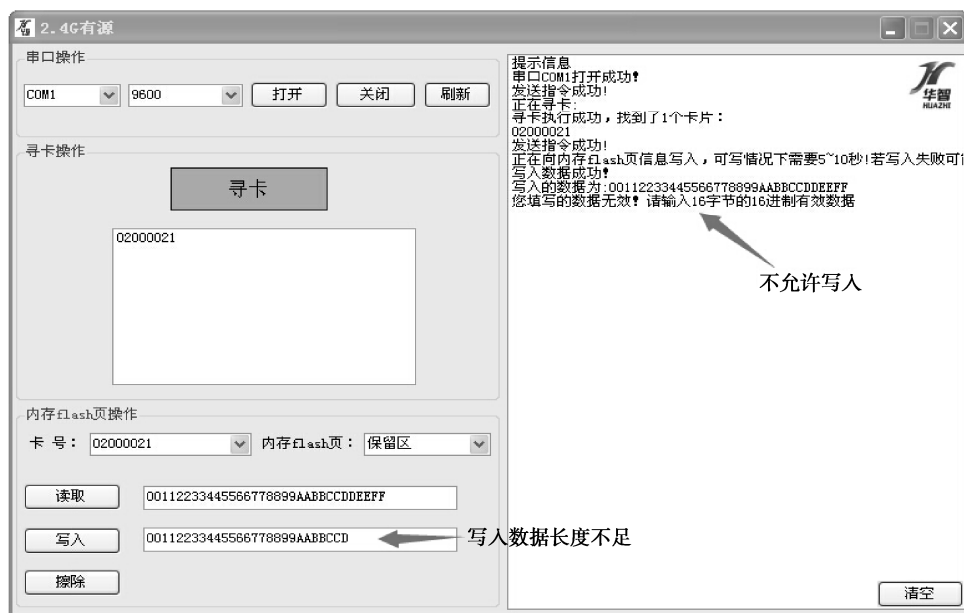 2.4G有源
串口操作
COM1 9600 打开 关闭 刷新
寻卡操作
寻卡
02000021
内存flash页操作
卡 号： 02000021 内存flash页： 保留区
读取 00112233445566778899AABBCCDDEEFF
写入 00112233445566778899AABBCCD
写入数据长度不足
擦除
提示信息
串口COM1打开成功!
发送指令成功!
正在寻卡:
寻卡执行成功，找到了1个卡片：
02000021
发送指令成功!
正在向内存flash页信息写入，可写情况下需要5~10秒!若写入失败可
写入数据成功!
写入的数据为:00112233445566778899AABBCCDDEEFF
您填写的数据无效! 请输入16字节的16进制有效数据
不允许写入
华智
HUAZHI
清空